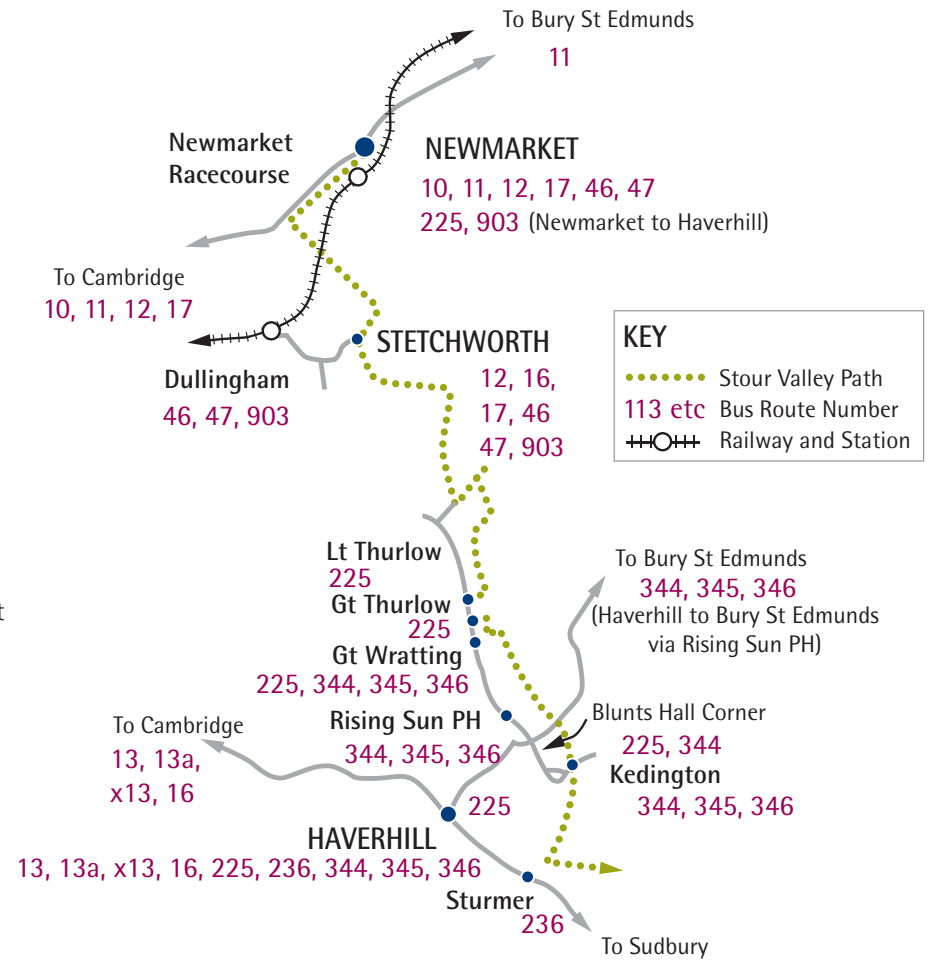 To Bury St Edmunds
11
Newmarket
Racecourse
NEWMARKET
10, 11, 12, 17, 46, 47
225, 903 (Newmarket to Haverhill)
To Cambridge
10, 11, 12, 17
STETCHWORTH
12, 16,
17, 46
47, 903
Dullingham
46, 47, 903
KEY
Stour Valley Path
113 etc Bus Route Number
Railway and Station
Lt Thurlow
225
Gt Thurlow
225
Gt Wratting
225, 344, 345, 346
To Bury St Edmunds
344, 345, 346
(Haverhill to Bury St Edmunds
via Rising Sun PH)
t
Rising Sun PH
344, 345, 346
Blunts Hall Corner
225, 344
Kedington
344, 345, 346
To Cambridge
13, 13a,
x13, 16
225
HAVERHILL
13, 13a, x13, 16, 225, 236, 344, 345, 346
Sturmer
236
To Sudbury